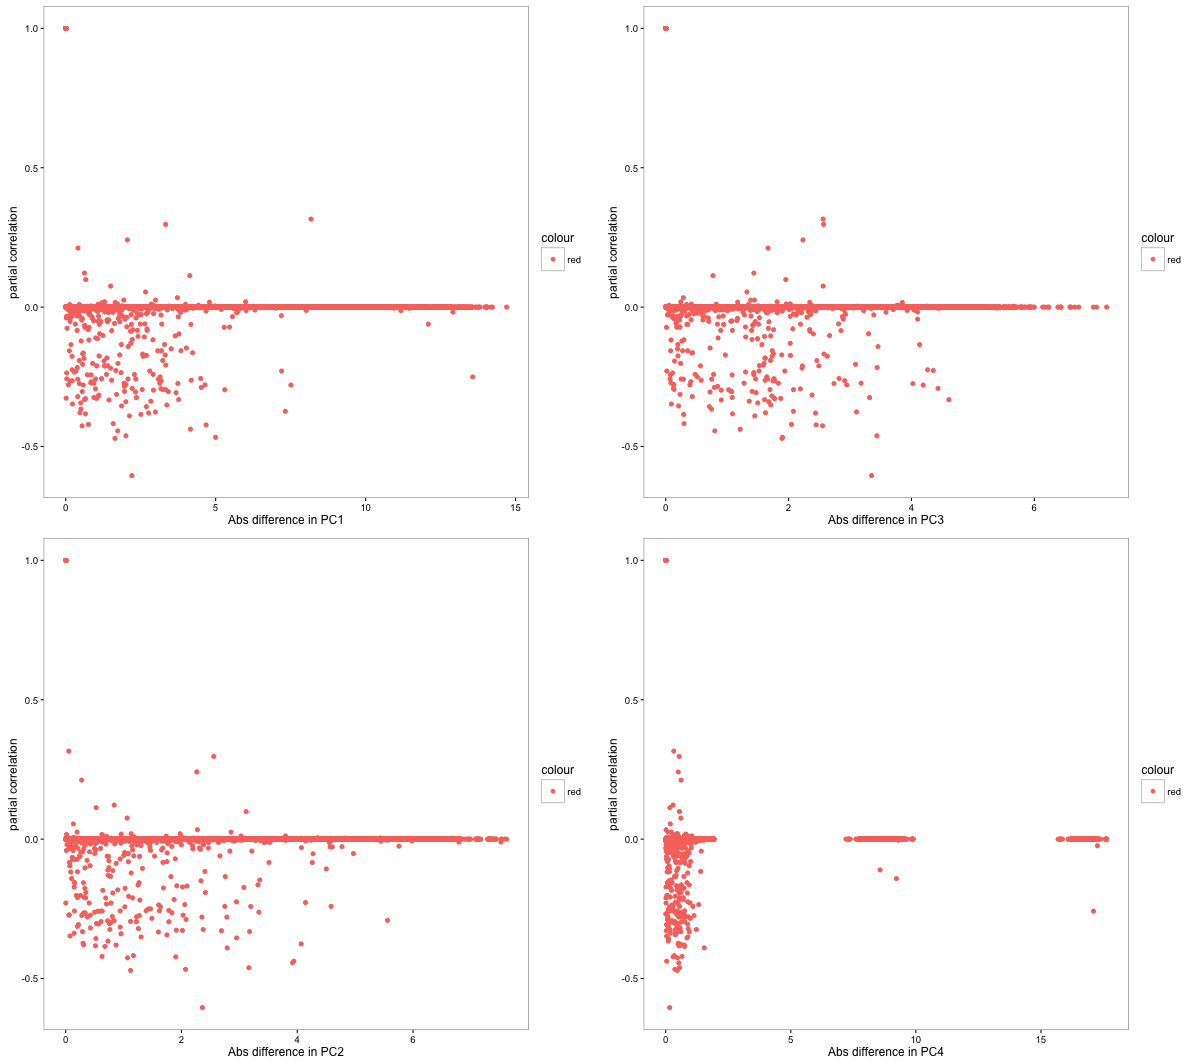 1.0
0.5
0.0
-0.5
partial correlation
0 5 10 15
Abs difference in PC1
colour
red
1.0
0.5
0.0
-0.5
partial correlation
0 2 4 6
Abs difference in PC3
colour
red
1.0
0.5
0.0
-0.5
partial correlation
0 2 4 6
Abs difference in PC2
colour
red
1.0
0.5
0.0
-0.5
partial correlation
0 5 10 15
Abs difference in PC4
colour
red